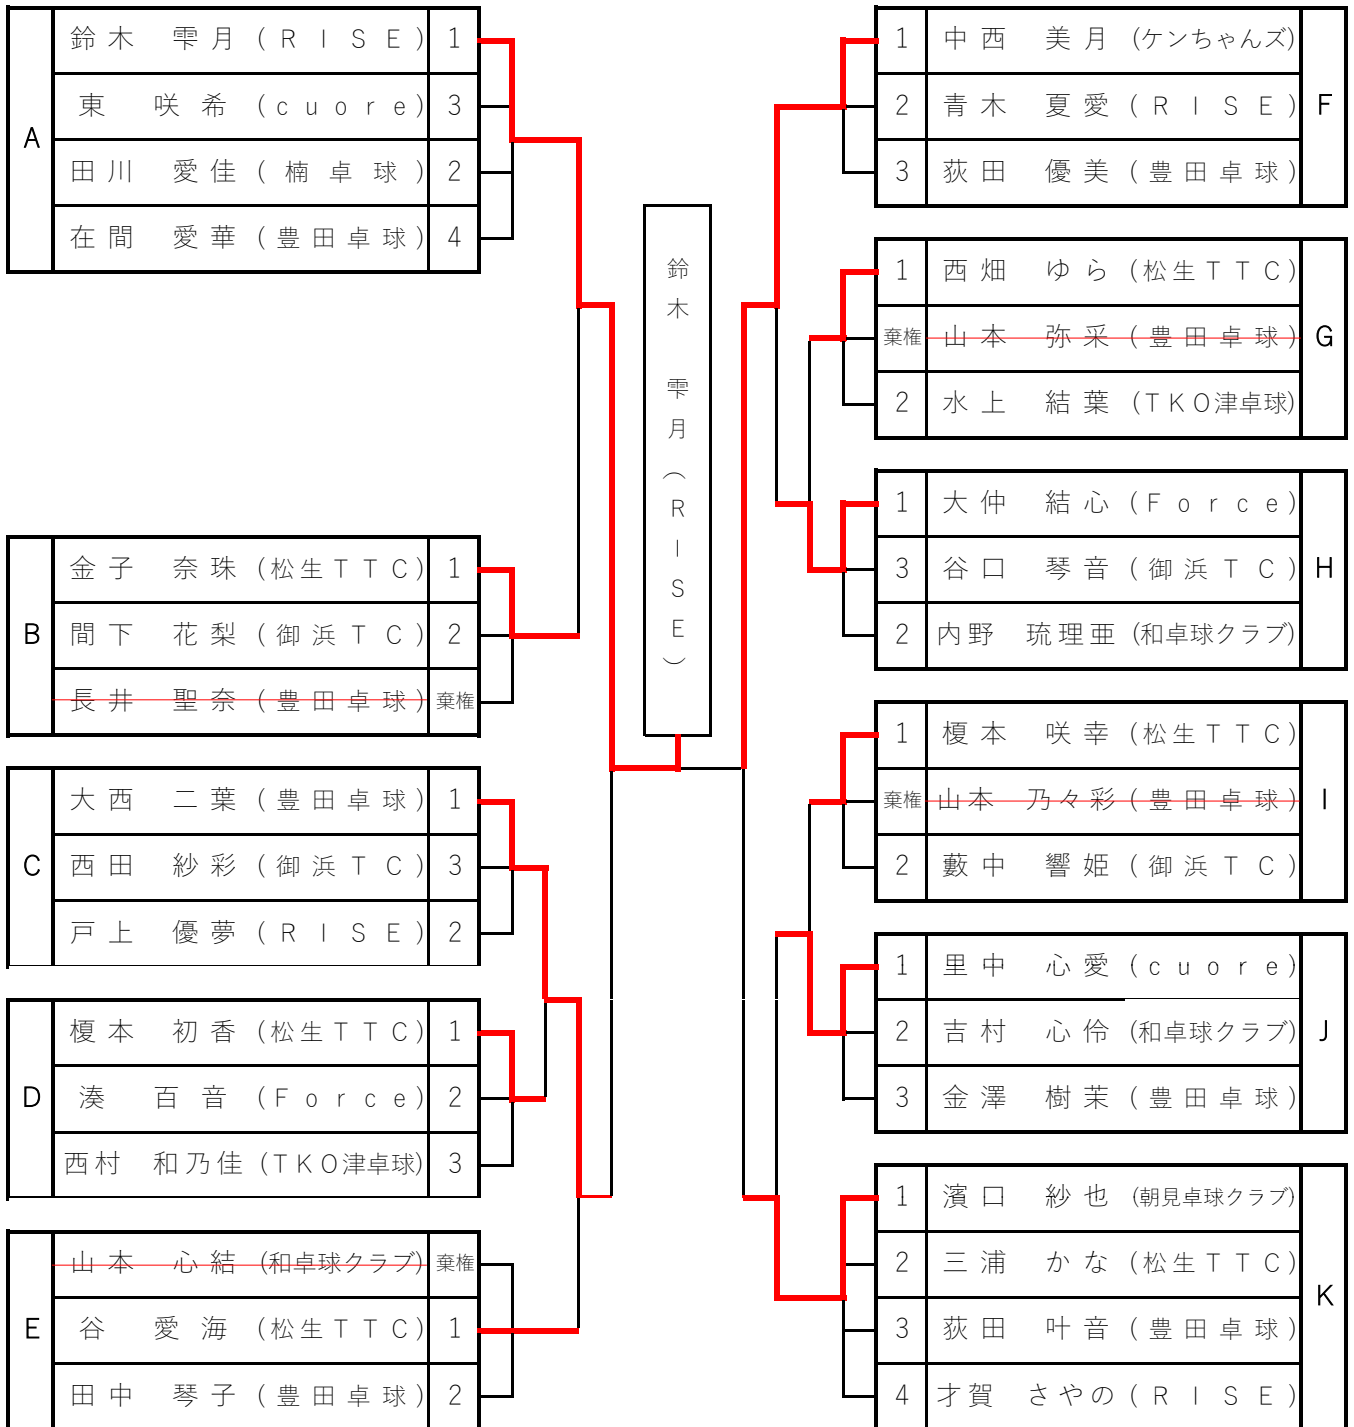 A
鈴木 雫月 (RISE) 1
東 咲希 (cuore) 3
田川 愛佳 (楠卓球) 2
在間 愛華 (豊田卓球) 4
B
金子 奈珠 (松生TTC) 1
間下 花梨 (御浜TC) 2
長井 聖奈 (豊田卓球) 棄権
C
大西 二葉 (豊田卓球) 1
西田 紗彩 (御浜TC) 3
戸上 優夢 (RISE) 2
D
榎本 初香 (松生TTC) 1
湊 百音 (Force) 2
西村 和乃佳 (TKO津卓球) 3
E
山本 心結 (和卓球クラブ) 棄権
谷 愛海 (松生TTC) 1
田中 琴子 (豊田卓球) 2
鈴木 雫月(RISE)
F
1 中西 美月 (ケンちゃんズ)
2 青木 夏愛 (RISE)
3 荻田 優美 (豊田卓球)
G
1 西畑 ゆら (松生TTC)
棄権 山本 弥采 (豊田卓球)
2 水上 結葉 (TKO津卓球)
H
1 大仲 結心 (Force)
3 谷口 琴音 (御浜TC)
2 内野 琉理亜 (和卓球クラブ)
I
1 榎本 咲幸 (松生TTC)
棄権 山本 乃々彩 (豊田卓球)
2 藪中 響姫 (御浜TC)
J
1 里中 心愛 (cuore)
2 吉村 心伶 (和卓球クラブ)
3 金澤 樹茉 (豊田卓球)
K
1 濱口 紗也 (朝見卓球クラブ)
2 三浦 かな (松生TTC)
3 荻田 叶音 (豊田卓球)
4 才賀 さやの (RISE)